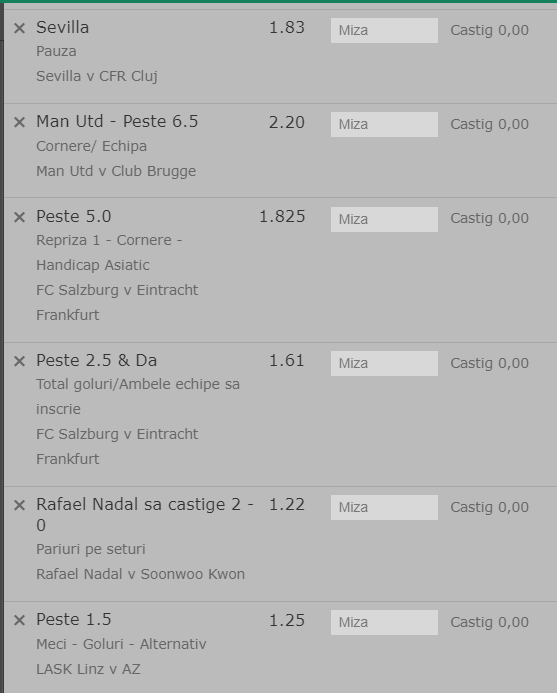 Sevilla 1.83 Miza Castig 0,00
Pauza
Sevilla v CFR Cluj
Man Utd - Peste 6.5 2.20 Miza Castig 0,00
Cornere/ Echipa
Man Utd v Club Brugge
Peste 5.0 1.825 Miza Castig 0,00
Repriza 1 - Cornere -
Handicap Asiatic
FC Salzburg v Eintracht
Frankfurt
Peste 2.5 & Da 1.61 Miza Castig 0,00
Total goluri/Ambele echipe sa
inscrie
FC Salzburg v Eintracht
Frankfurt
Rafael Nadal sa castige 2 - 1.22 Miza Castig 0,00
0
Pariuri pe seturi
Rafael Nadal v Soonwoo Kwon
Peste 1.5 1.25 Miza Castig 0,00
Meci - Goluri - Alternativ
LASK Linz v AZ